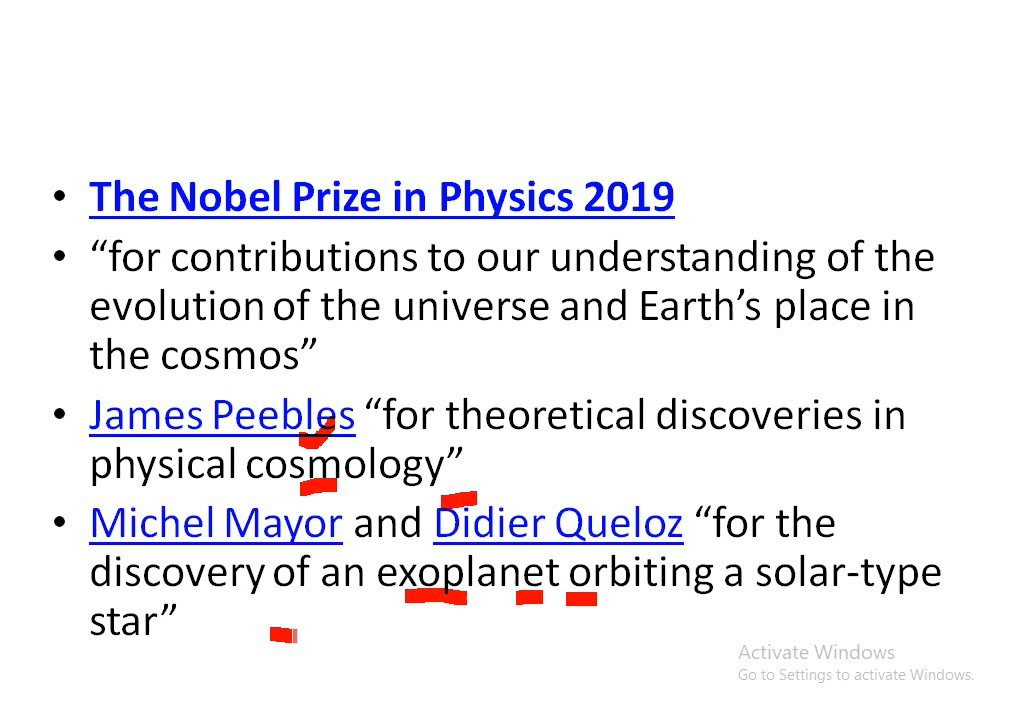 • The Nobel Prize in Physics 2019
• “for contributions to our understanding of the
evolution of the universe and Earth’s place in
the cosmos”
• James Peebles “for theoretical discoveries in
physical cosmology”
• Michel Mayor and Didier Queloz “for the
discovery of an exoplanet orbiting a solar-type
star”
Activate Windows
Go to Settings to activate Windows.